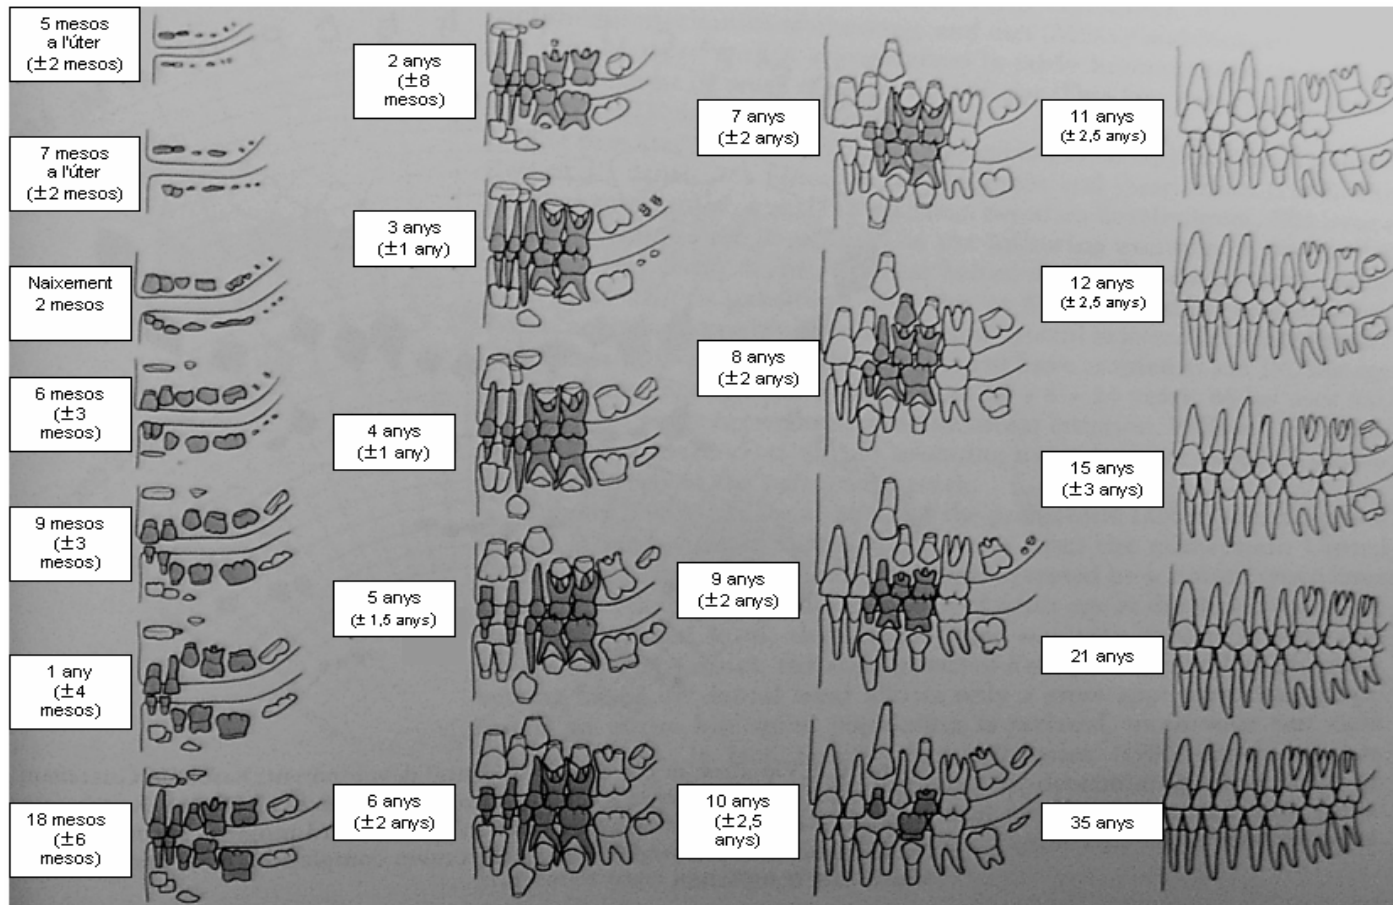 5 mesos
a l'úter
(±2 mesos)
7 mesos
a l'úter
(±2 mesos)
Naixement
2 mesos
6 mesos
(±3
mesos)
9 mesos
(±3
mesos)
1 any
(±4
mesos)
18 mesos
(±6
mesos)
2 anys
(±8
mesos)
3 anys
(±1 any)
4 anys
(±1 any)
5 anys
(±1,5 anys)
6 anys
(±2 anys)
7 anys
(±2 anys)
8 anys
(±2 anys)
9 anys
(±2 anys)
10 anys
(±2,5
anys)
11 anys
(±2,5 anys)
12 anys
(±2,5 anys)
15 anys
(±3 anys)
21 anys
35 anys